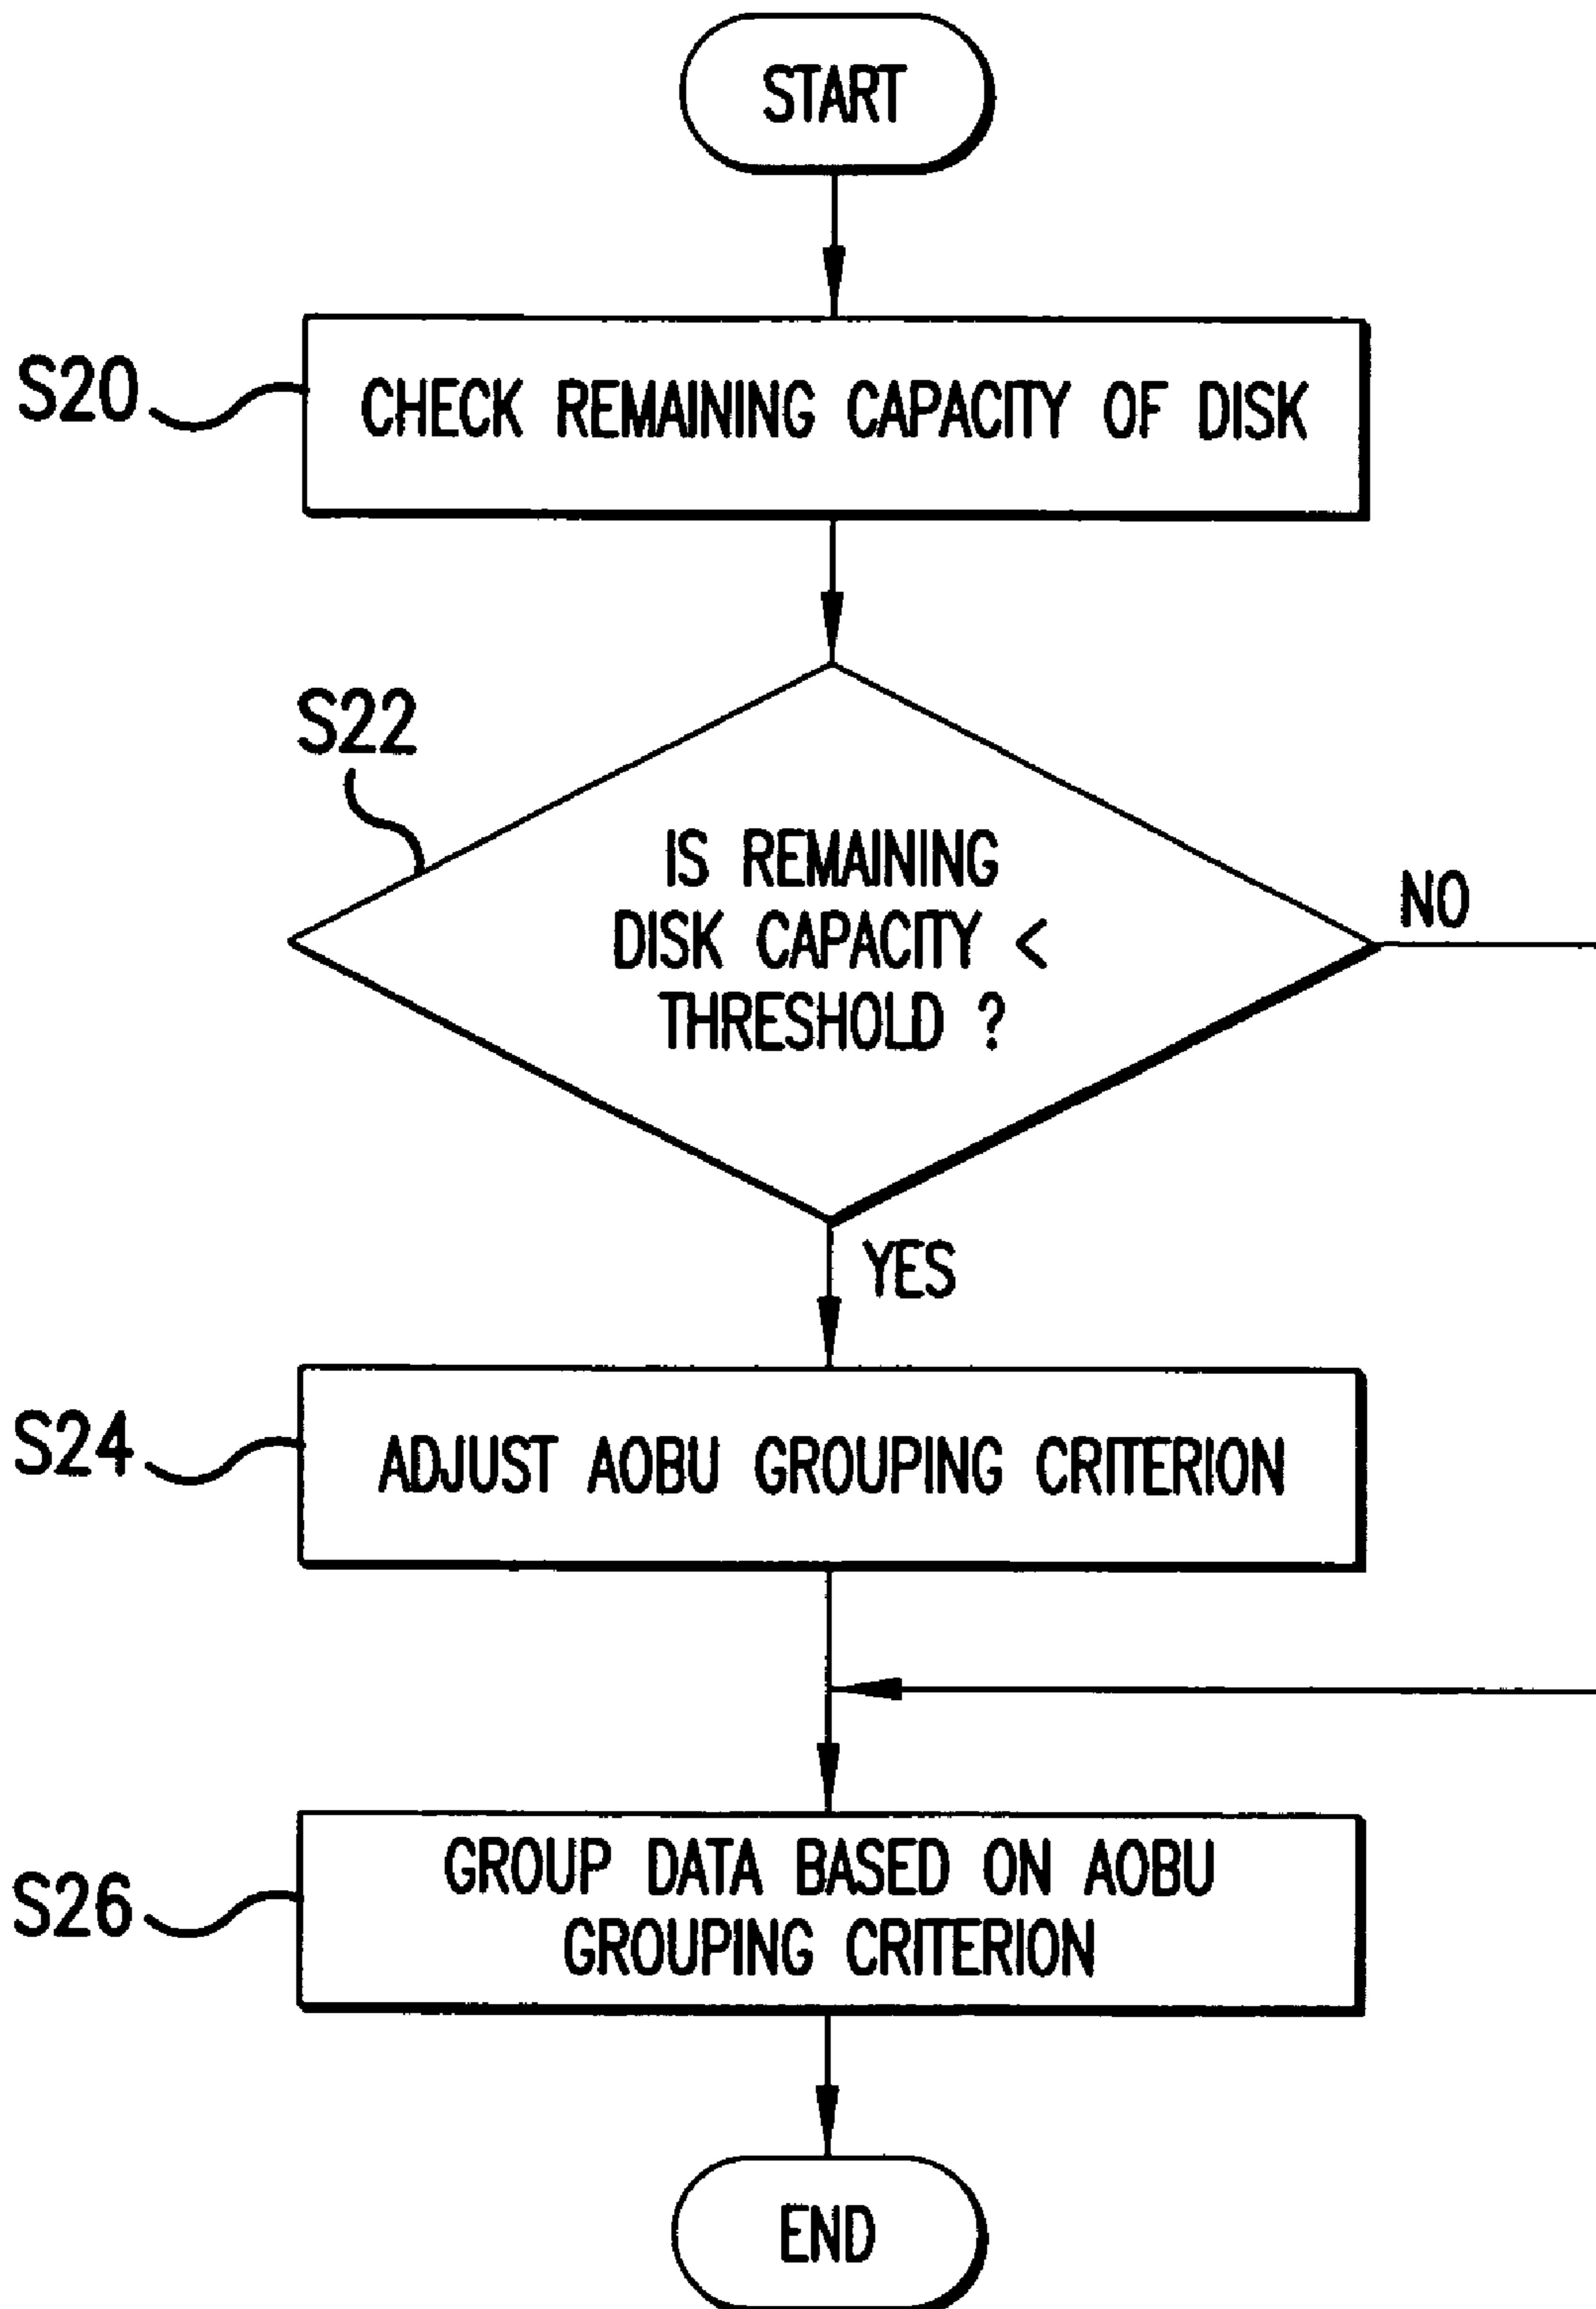 START
S20
CHECK REMAINING CAPACITY OF DISK
S22
IS REMAINING
DISK CAPACITY <
THRESHOLD ?
NO
YES
S24
ADJUST AOBU GROUPING CRITERION
S26
GROUP DATA BASED ON AOBU
GROUPING CRITERION
END